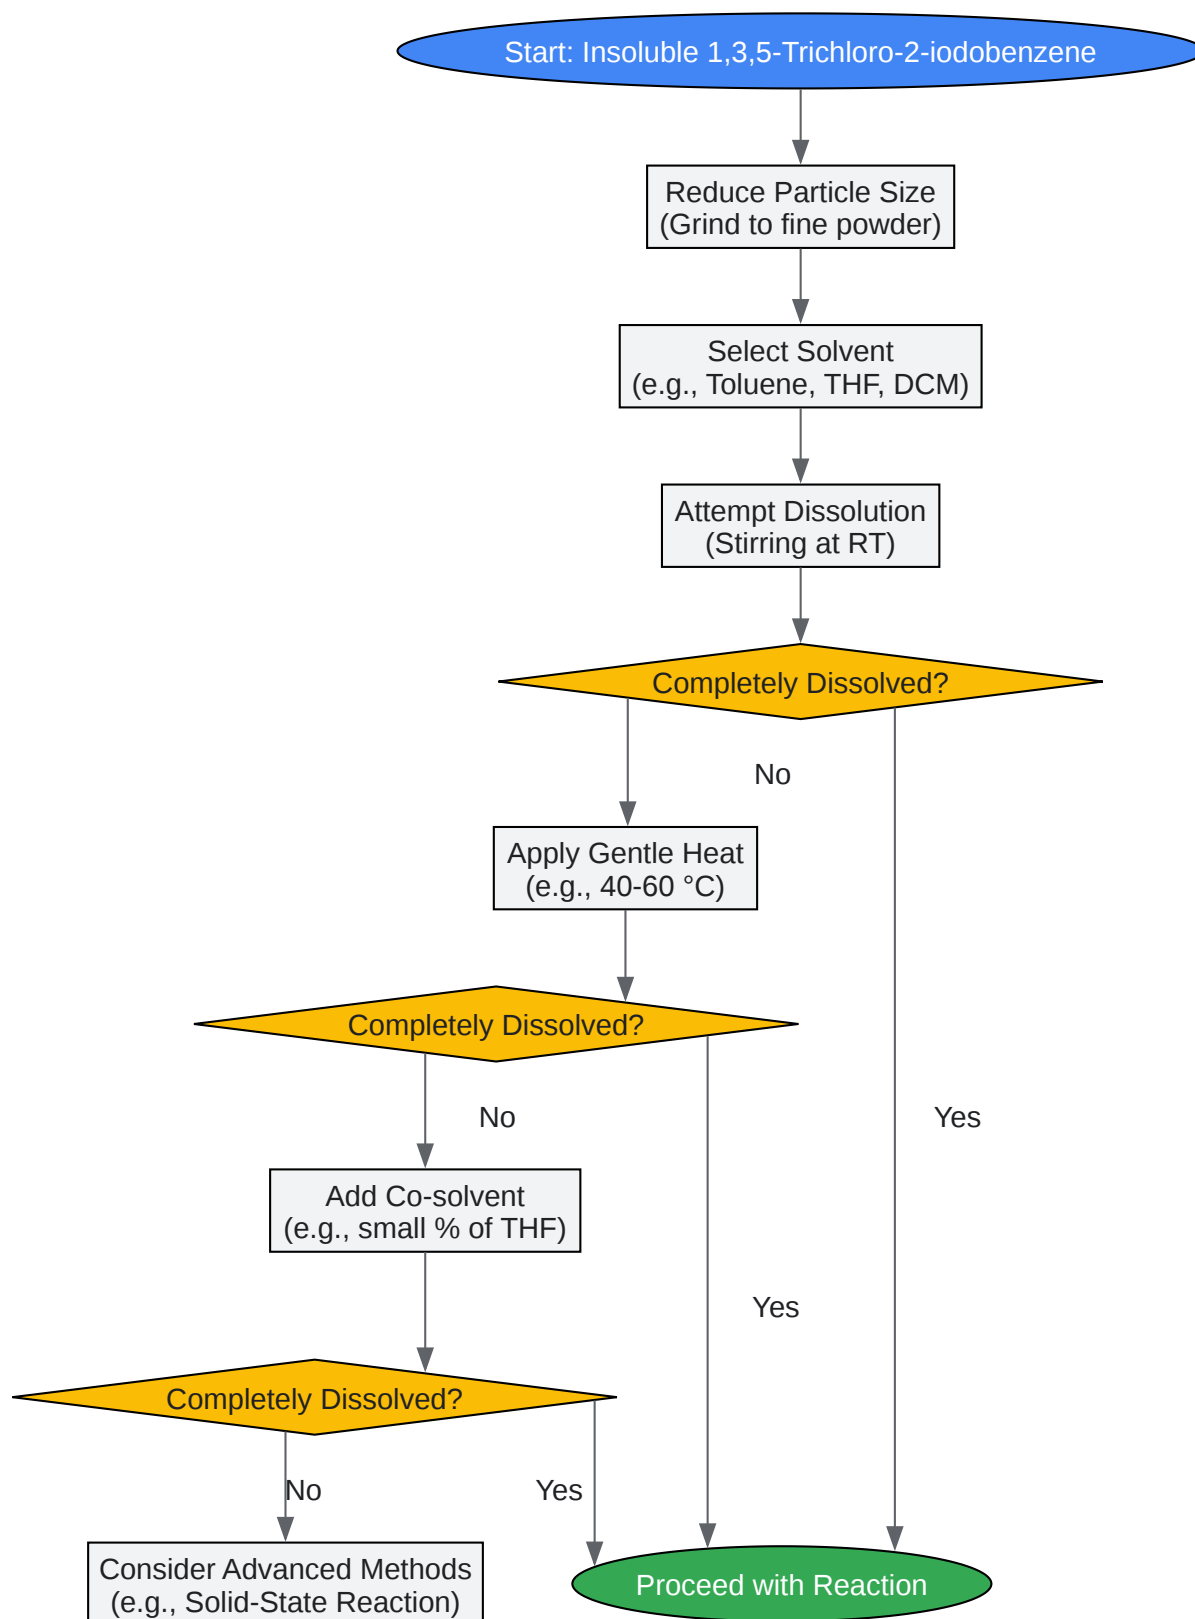 Start: Insoluble 1,3,5-Trichloro-2-iodobenzene
Reduce Particle Size
(Grind to fine powder)
Select Solvent
(e.g., Toluene, THF, DCM)
Attempt Dissolution
(Stirring at RT)
Completely Dissolved?
No
Apply Gentle Heat
(e.g., 40-60 °C)
Completely Dissolved?
No
Yes
Add Co-solvent
(e.g., small % of THF)
Yes
Completely Dissolved?
No
Yes
Consider Advanced Methods
(e.g., Solid-State Reaction)
Proceed with Reaction